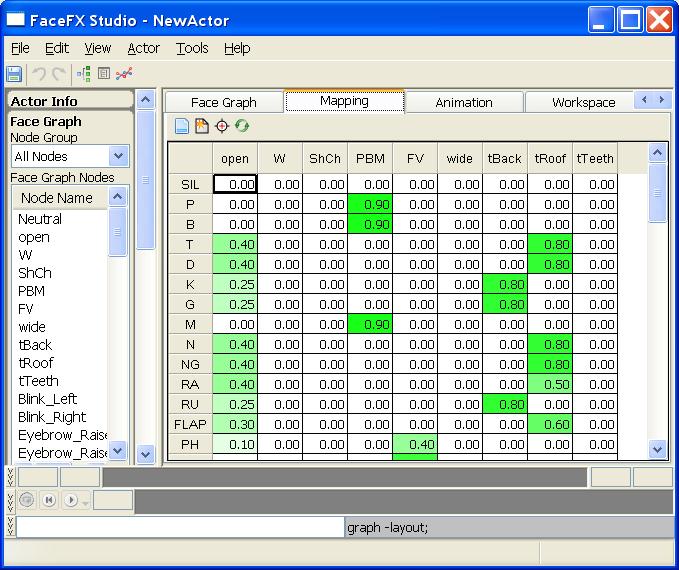 FaceFX Studio - NewActor
File Edit View Actor Tools Help
Actor Info
Face Graph
Node Group
All Nodes
Face Graph Nodes
Node Name
Neutral
open
W
ShCh
PBM
FV
wide
tBack
tRoof
tTeeth
Blink_Left
Blink_Right
Eyebrow_Raise
Eyebrow_Raise
Face Graph Mapping Animation Workspace
open W ShCh PBM FV wide tBack tRoof tTeeth
SIL 0.00 0.00 0.00 0.00 0.00 0.00 0.00 0.00 0.00
P 0.00 0.00 0.00 0.90 0.00 0.00 0.00 0.00 0.00
B 0.00 0.00 0.00 0.90 0.00 0.00 0.00 0.00 0.00
T 0.40 0.00 0.00 0.00 0.00 0.00 0.00 0.80 0.00
D 0.40 0.00 0.00 0.00 0.00 0.00 0.00 0.80 0.00
K 0.25 0.00 0.00 0.00 0.00 0.00 0.80 0.00 0.00
G 0.25 0.00 0.00 0.00 0.00 0.00 0.80 0.00 0.00
M 0.00 0.00 0.00 0.90 0.00 0.00 0.00 0.00 0.00
N 0.40 0.00 0.00 0.00 0.00 0.00 0.00 0.80 0.00
NG 0.40 0.00 0.00 0.00 0.00 0.00 0.00 0.80 0.00
RA 0.40 0.00 0.00 0.00 0.00 0.00 0.00 0.50 0.00
RU 0.25 0.00 0.00 0.00 0.00 0.00 0.80 0.00 0.00
FLAP 0.30 0.00 0.00 0.00 0.00 0.00 0.00 0.60 0.00
PH 0.10 0.00 0.00 0.00 0.40 0.00 0.00 0.00 0.00
graph -layout;